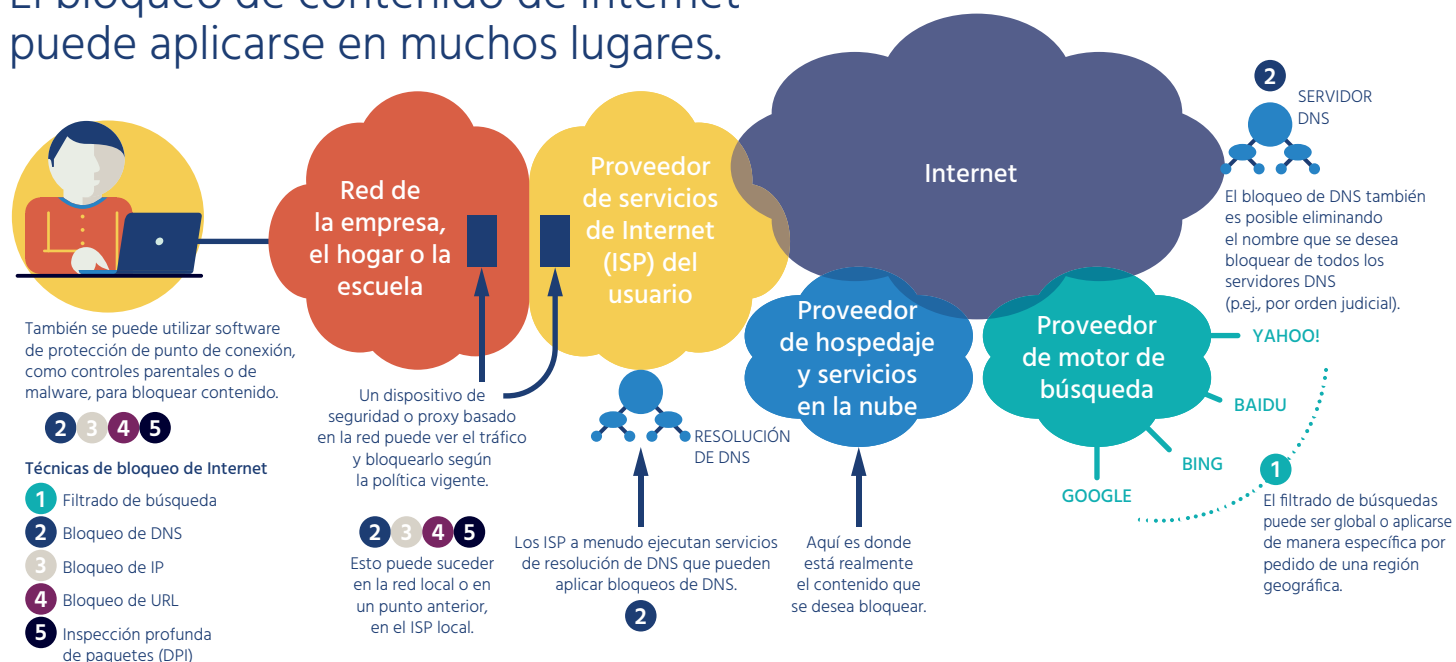 El bloqueo de contenido de Internet
puede aplicarse en muchos lugares.
Red de
la empresa,
el hogar o la
escuela
Proveedor
de servicios
de Internet
(ISP) del
usuario
Internet
2
SERVIDOR
DNS
El bloqueo de DNS también
es posible eliminando
el nombre que se desea
bloquear de todos los
servidores DNS
(p.ej., por orden judicial).
También se puede utilizar software
de protección de punto de conexión,
como controles parentales o de
malware, para bloquear contenido.
2 3 4 5
Técnicas de bloqueo de Internet
1 Filtrado de búsqueda
2 Bloqueo de DNS
3 Bloqueo de IP
4 Bloqueo de URL
5 Inspección profunda
de paquetes (DPI)
Un dispositivo de
seguridad o proxy basado
en la red puede ver el tráfico
y bloquearlo según
la política vigente.
2 3 4 5
Esto puede suceder
en la red local o en
un punto anterior,
en el ISP local.
RESOLUCIÓN
DE DNS
Los ISP a menudo ejecutan servicios
de resolución de DNS que pueden
aplicar bloqueos de DNS.
2
Proveedor
de hospedaje
y servicios
en la nube
Aquí es donde
está realmente
el contenido que
se desea bloquear.
Proveedor
de motor de
búsqueda
YAHOO!
BAIDU
BING
GOOGLE
1
El filtrado de búsquedas
puede ser global o aplicarse
de manera específica por
pedido de una región
geográfica.